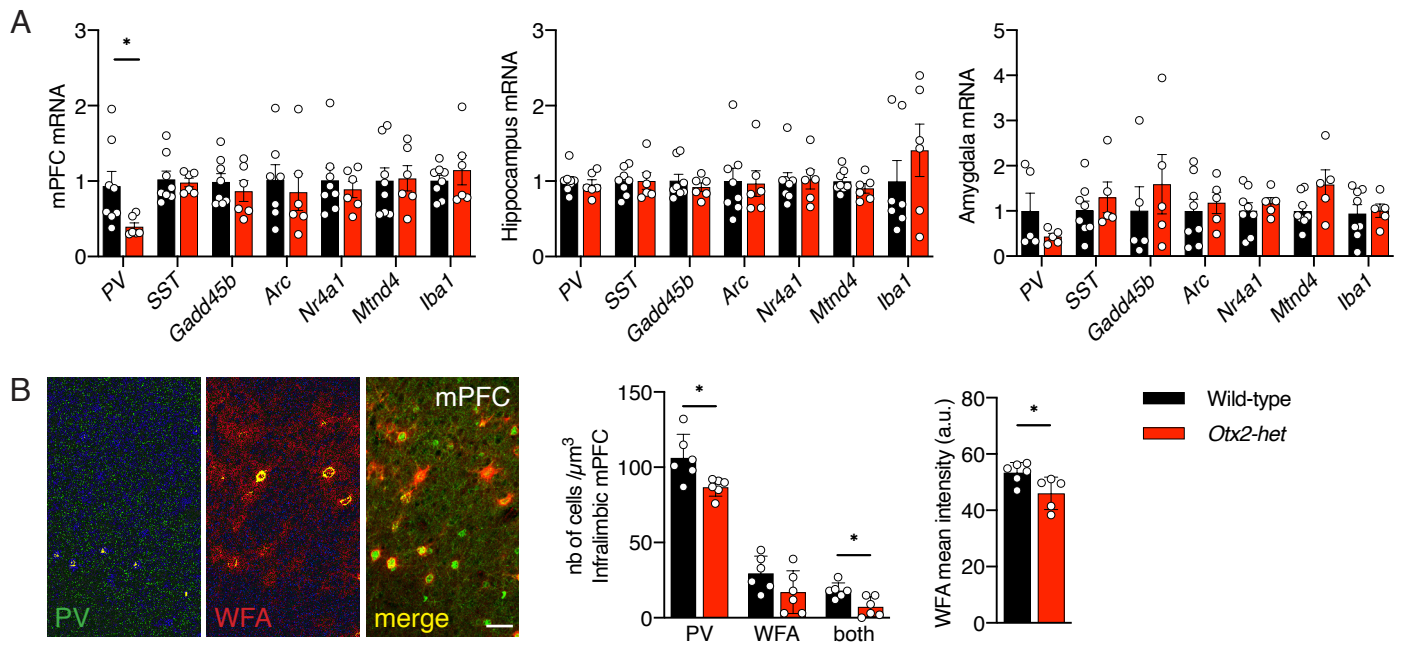 A
mPFC mRNA
3
2
1
0
*
PV
SST
Gadd45b
Arc
Nr4a1
Mtnd4
Iba1
Hippocampus mRNA
3
2
1
0
PV
SST
Gadd45b
Arc
Nr4a1
Mtnd4
Iba1
Amygdala mRNA
5
4
3
2
1
0
PV
SST
Gadd45b
Arc
Nr4a1
Mtnd4
Iba1
B
PV
WFA
mPFC
merge
nb of cells /µm³
Infralimbic mPFC
150
100
50
0
*
*
PV
WFA
both
WFA mean intensity (a.u.)
80
60
40
20
0
*
Wild-type
Otx2-het